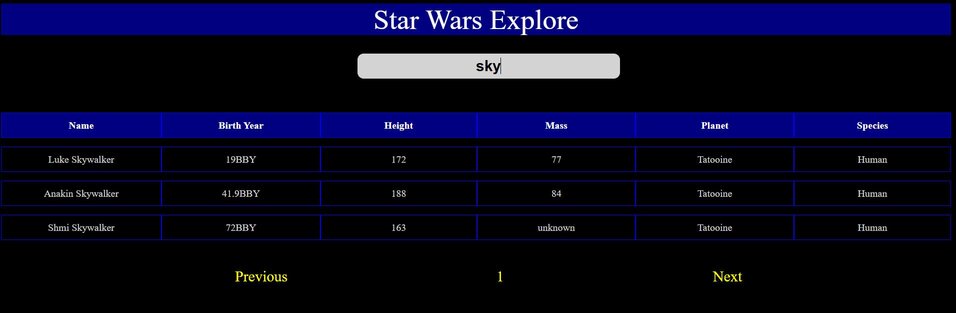 Star Wars Explore
sky
Name Birth Year Height Mass Planet Species
Luke Skywalker 19BBY 172 77 Tatooine Human
Anakin Skywalker 41.9BBY 188 84 Tatooine Human
Shmi Skywalker 72BBY 163 unknown Tatooine Human
Previous 1 Next